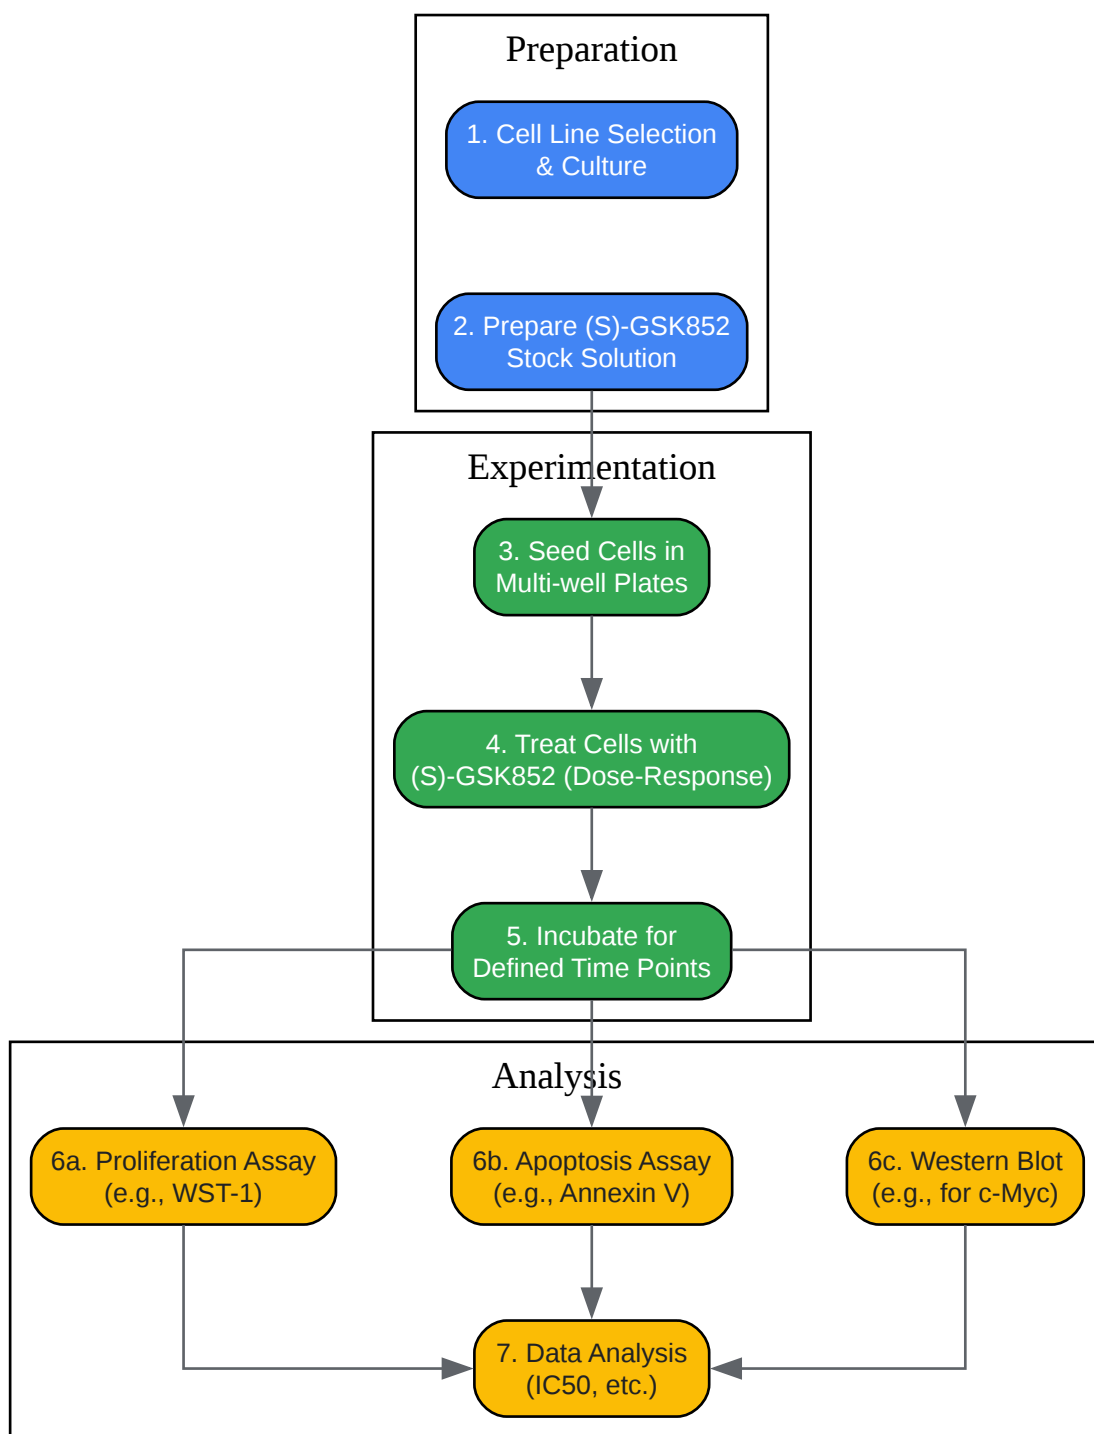 Preparation
1. Cell Line Selection
& Culture
2. Prepare (S)-GSK852
Stock Solution
Experimentation
3. Seed Cells in
Multi-well Plates
4. Treat Cells with
(S)-GSK852 (Dose-Response)
5. Incubate for
Defined Time Points
Analysis
6a. Proliferation Assay
(e.g., WST-1)
6b. Apoptosis Assay
(e.g., Annexin V)
6c. Western Blot
(e.g., for c-Myc)
7. Data Analysis
(IC50, etc.)